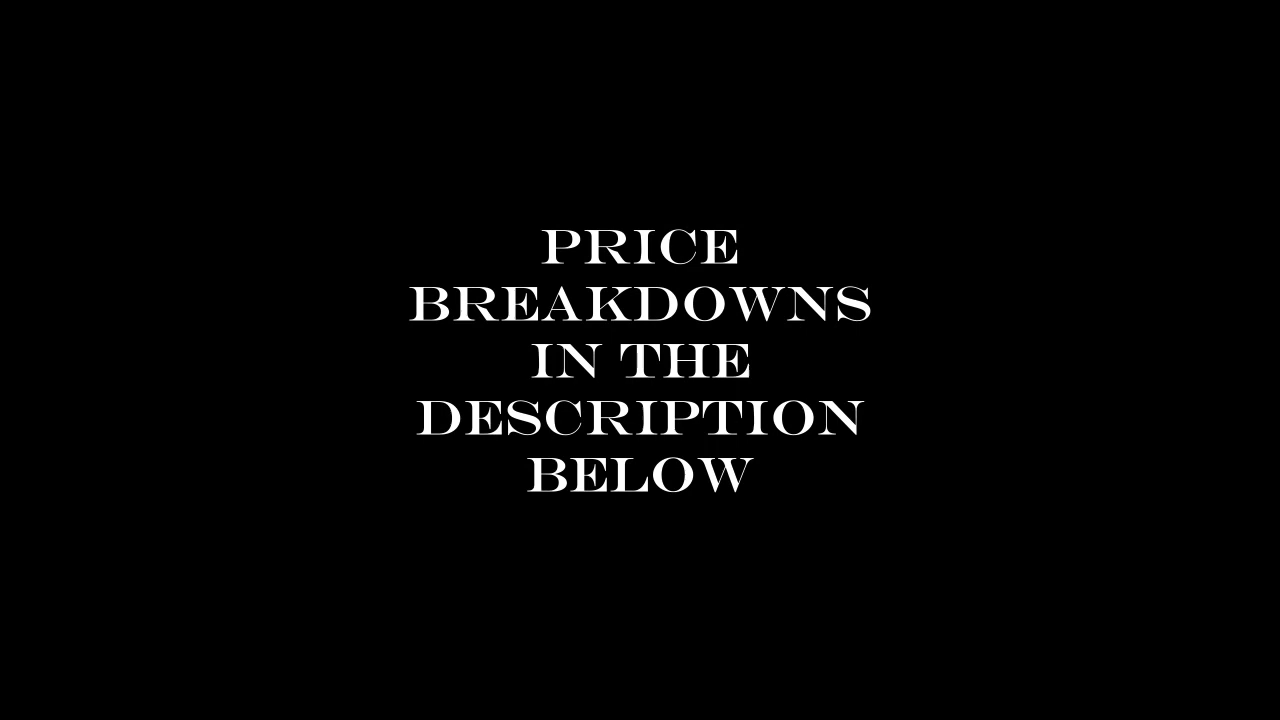 PRICE
BREAKDOWNS
IN THE
DESCRIPTION
BELOW